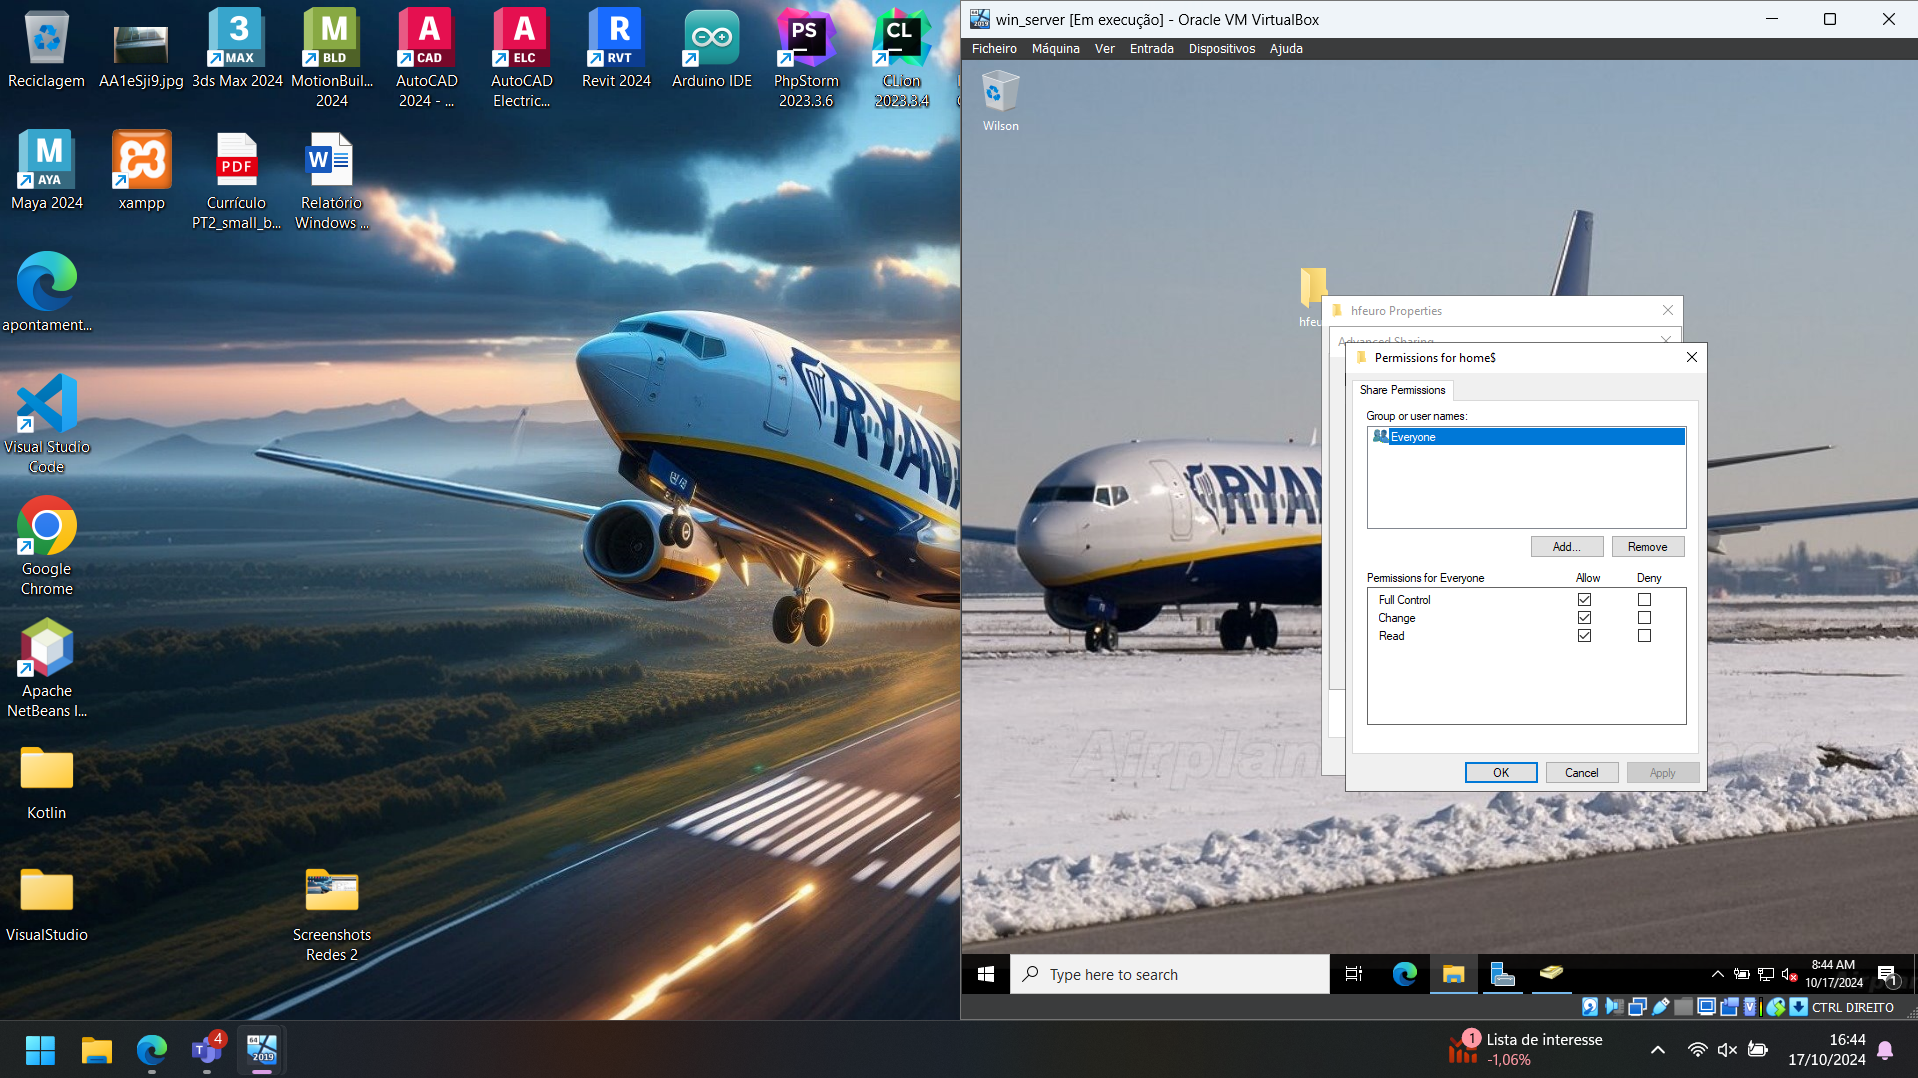 Reciclagem
AA1eSji9.jpg
3
MAX
3ds Max 2024
M
BLD
MotionBuil...
2024
A
CAD
AutoCAD
2024 - ...
A
ELC
AutoCAD
Electric...
R
RVT
Revit 2024
Arduino IDE
PS
PhpStorm
2023.3.6
CL
CLion
2023.3.4
M
AYA
Maya 2024
xampp
PDF
Currículo
PT2_small_b...
W
Relatório
Windows ...
apontament...
Visual Studio
Code
Google
Chrome
Apache
NetBeans I...
Kotlin
VisualStudio
Screenshots
Redes 2
RYAN
win_server [Em execução] - Oracle VM VirtualBox
Ficheiro Máquina Ver Entrada Dispositivos Ajuda
Wilson
hfeu
RYAN
Airplan
hfeuro Properties
Advanced Sharing
Permissions for home$
Share Permissions
Group or user names:
Everyone
Add... Remove
Permissions for Everyone Allow Deny
Full Control
Change
Read
OK Cancel Apply
Type here to search
8:44 AM
10/17/2024
1
CTRL DIREITO
4
64
2019
1
Lista de interesse
-1,06%
16:44
17/10/2024